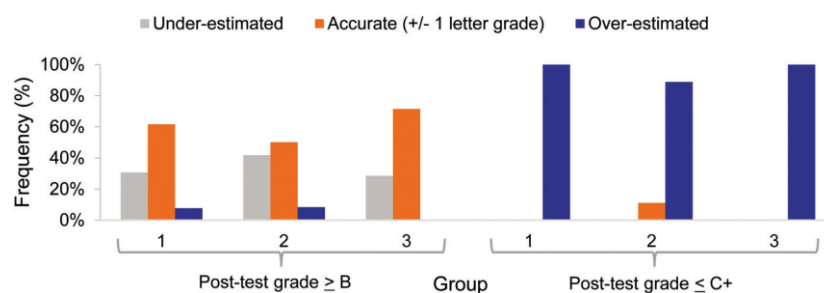 Under-estimated Accurate (+/- 1 letter grade) Over-estimated
Frequency (%)
100%
80%
60%
40%
20%
0%
1 2 3 1 2 3
Post-test grade ≥ B Group Post-test grade ≤ C+